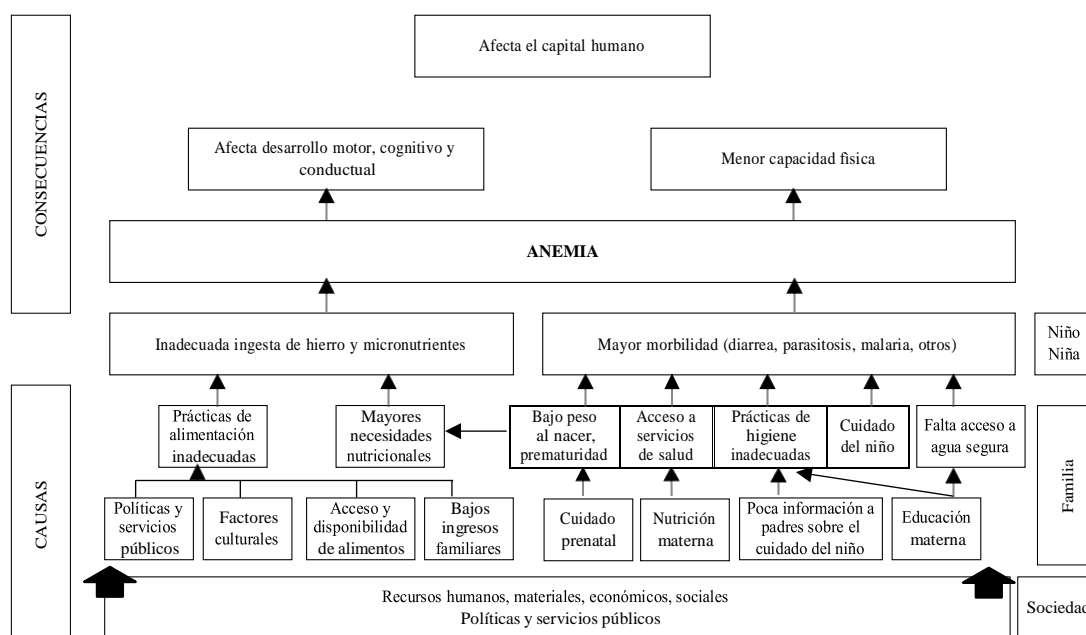 CONSECUENCIAS
Afecta el capital humano
Afecta desarrollo motor, cognitivo y
conductual
Menor capacidad física
ANEMIA
Inadecuada ingesta de hierro y micronutrientes
Mayor morbilidad (diarrea, parasitosis, malaria, otros)
Niño
Niña
CAUSAS
Prácticas de
alimentación
inadecuadas
Mayores
necesidades
nutricionales
Bajo peso
al nacer,
prematuridad
Acceso a
servicios
de salud
Prácticas de
higiene
inadecuadas
Cuidado
del niño
Falta acceso a
agua segura
Familia
Políticas y
servicios
públicos
Factores
culturales
Acceso y
disponibilidad
de alimentos
Bajos
ingresos
familiares
Cuidado
prenatal
Nutrición
materna
Poca información a
padres sobre el
cuidado del niño
Educación
materna
Recursos humanos, materiales, económicos, sociales
Políticas y servicios públicos
Sociedad